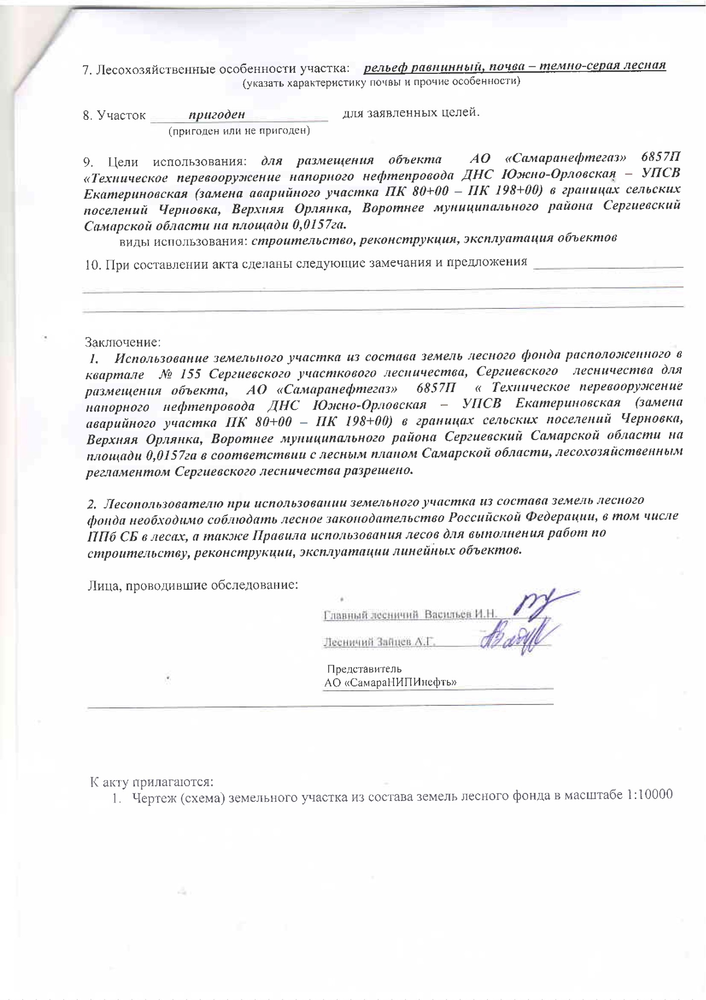 7. Лесохозяйственные особенности участка: рельеф равнинный, почва – темно-серая лесная
(указать характеристику почвы и прочие особенности)
8. Участок пригоден для заявленных целей.
(пригоден или не пригоден)
9. Цели использования: для размещения объекта АО «Самаранефтегаз» 6857П
«Техническое перевооружение напорного нефтепровода ДНС Южно-Орловская – УПСВ
Екатериновская (замена аварийного участка ПК 80+00 – ПК 198+00) в границах сельских
поселений Черновка, Верхняя Орлянка, Воротнее муниципального района Сергиевский
Самарской области на площади 0,0157га.
виды использования: строительство, реконструкция, эксплуатация объектов
10. При составлении акта сделаны следующие замечания и предложения
Заключение:
1. Использование земельного участка из состава земель лесного фонда расположенного в
квартале № 155 Сергиевского участкового лесничества, Сергиевского лесничества для
размещения объекта, АО «Самаранефтегаз» 6857П « Техническое перевооружение
напорного нефтепровода ДНС Южно-Орловская – УПСВ Екатериновская (замена
аварийного участка ПК 80+00 – ПК 198+00) в границах сельских поселений Черновка,
Верхняя Орлянка, Воротнее муниципального района Сергиевский Самарской области на
площади 0,0157га в соответствии с лесным планом Самарской области, лесохозяйственным
регламентом Сергиевского лесничества разрешено.
2. Лесопользователю при использовании земельного участка из состава земель лесного
фонда необходимо соблюдать лесное законодательство Российской Федерации, в том числе
ППб СБ в лесах, а также Правила использования лесов для выполнения работ по
строительству, реконструкции, эксплуатации линейных объектов.
Лица, проводившие обследование:
Главный лесничий Васильев И.Н.
Лесничий Зайцев А.Г.
Представитель
АО «СамараНИПИнефть»
К акту прилагаются:
1. Чертеж (схема) земельного участка из состава земель лесного фонда в масштабе 1:10000